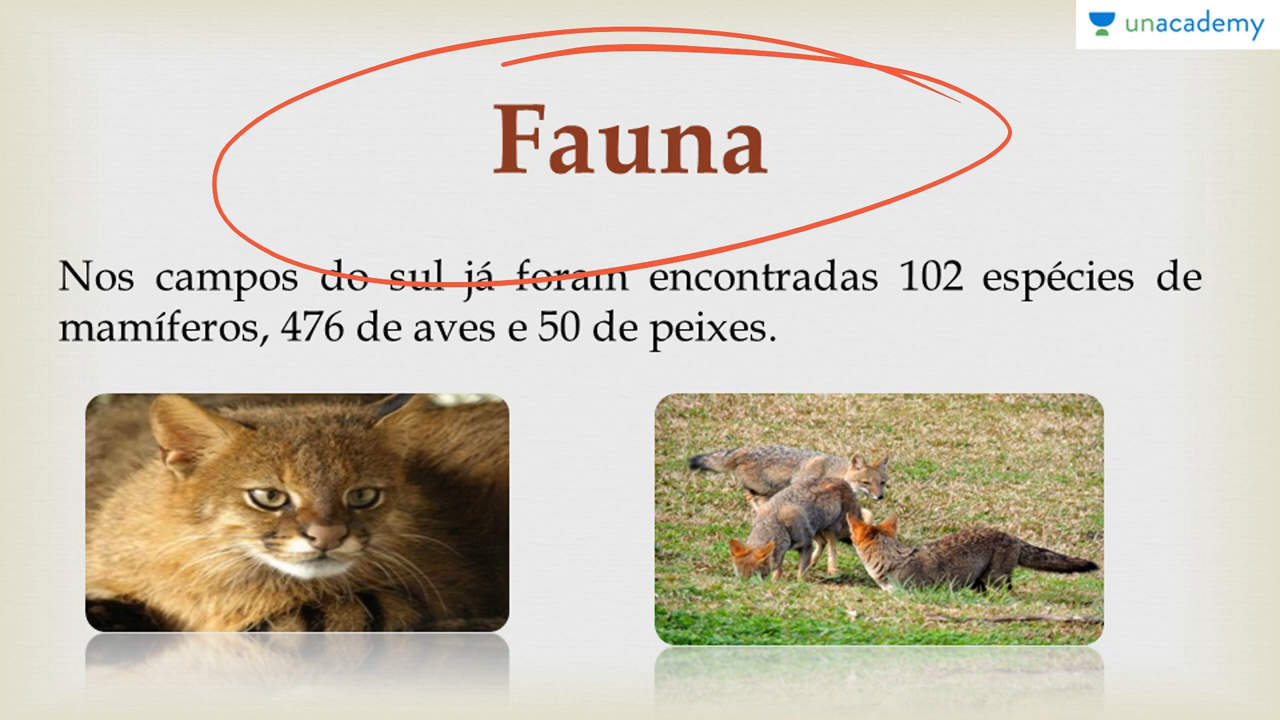 unacademy
Fauna
Nos campos do sul já foram encontradas 102 espécies de
mamíferos, 476 de aves e 50 de peixes.